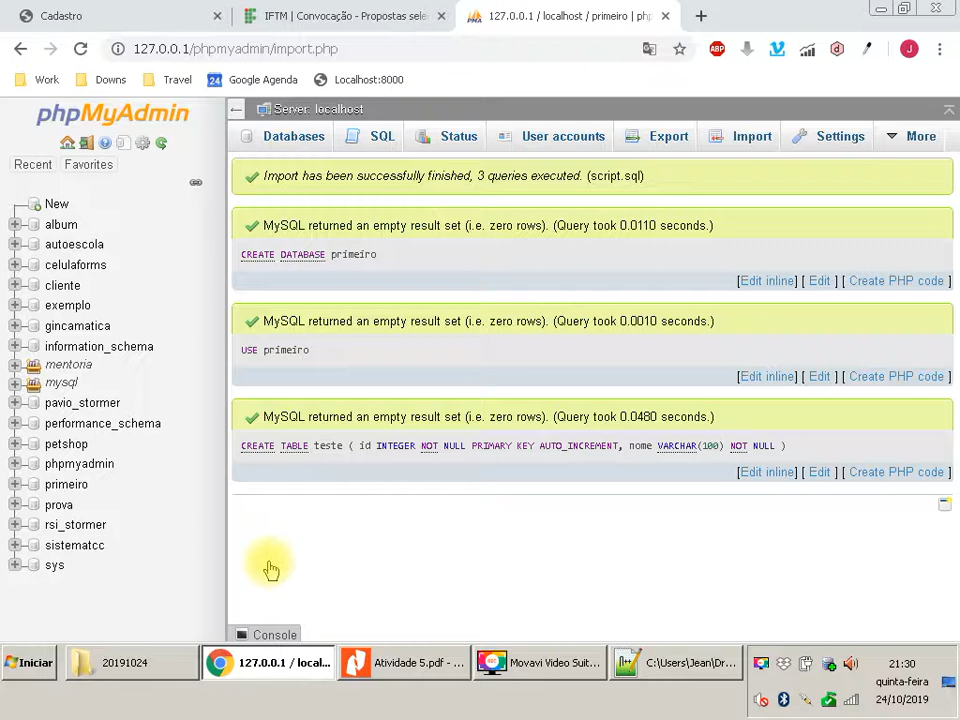 Cadastro
IFTM | Convocação - Propostas sele
127.0.0.1 / localhost / primeiro | php
127.0.0.1/phpmyadmin/import.php
ABP
J
Work
Downs
Travel
24
Google Agenda
Localhost:8000
phpMyAdmin
Recent
Favorites
New
album
autoescola
celulaforms
cliente
exemplo
gincamatica
information_schema
mentoria
mysql
pavio_stormer
performance_schema
petshop
phpmyadmin
primeiro
prova
rsi_stormer
sistematcc
sys
Server: localhost
Databases
SQL
Status
User accounts
Export
Import
Settings
More
Import has been successfully finished, 3 queries executed. (script.sql)
MySQL returned an empty result set (i.e. zero rows). (Query took 0.0110 seconds.)
CREATE DATABASE primeiro
[Edit inline] [ Edit ] [ Create PHP code ]
MySQL returned an empty result set (i.e. zero rows). (Query took 0.0010 seconds.)
USE primeiro
[Edit inline] [ Edit ] [ Create PHP code ]
MySQL returned an empty result set (i.e. zero rows). (Query took 0.0480 seconds.)
CREATE TABLE teste ( id INTEGER NOT NULL PRIMARY KEY AUTO_INCREMENT, nome VARCHAR(100) NOT NULL )
[Edit inline] [ Edit ] [ Create PHP code ]
Console
Iniciar
20191024
127.0.0.1 / local...
Atividade 5.pdf - ...
Movavi Video Suit...
C:\Users\Jean\Dr...
21:30
quinta-feira
24/10/2019